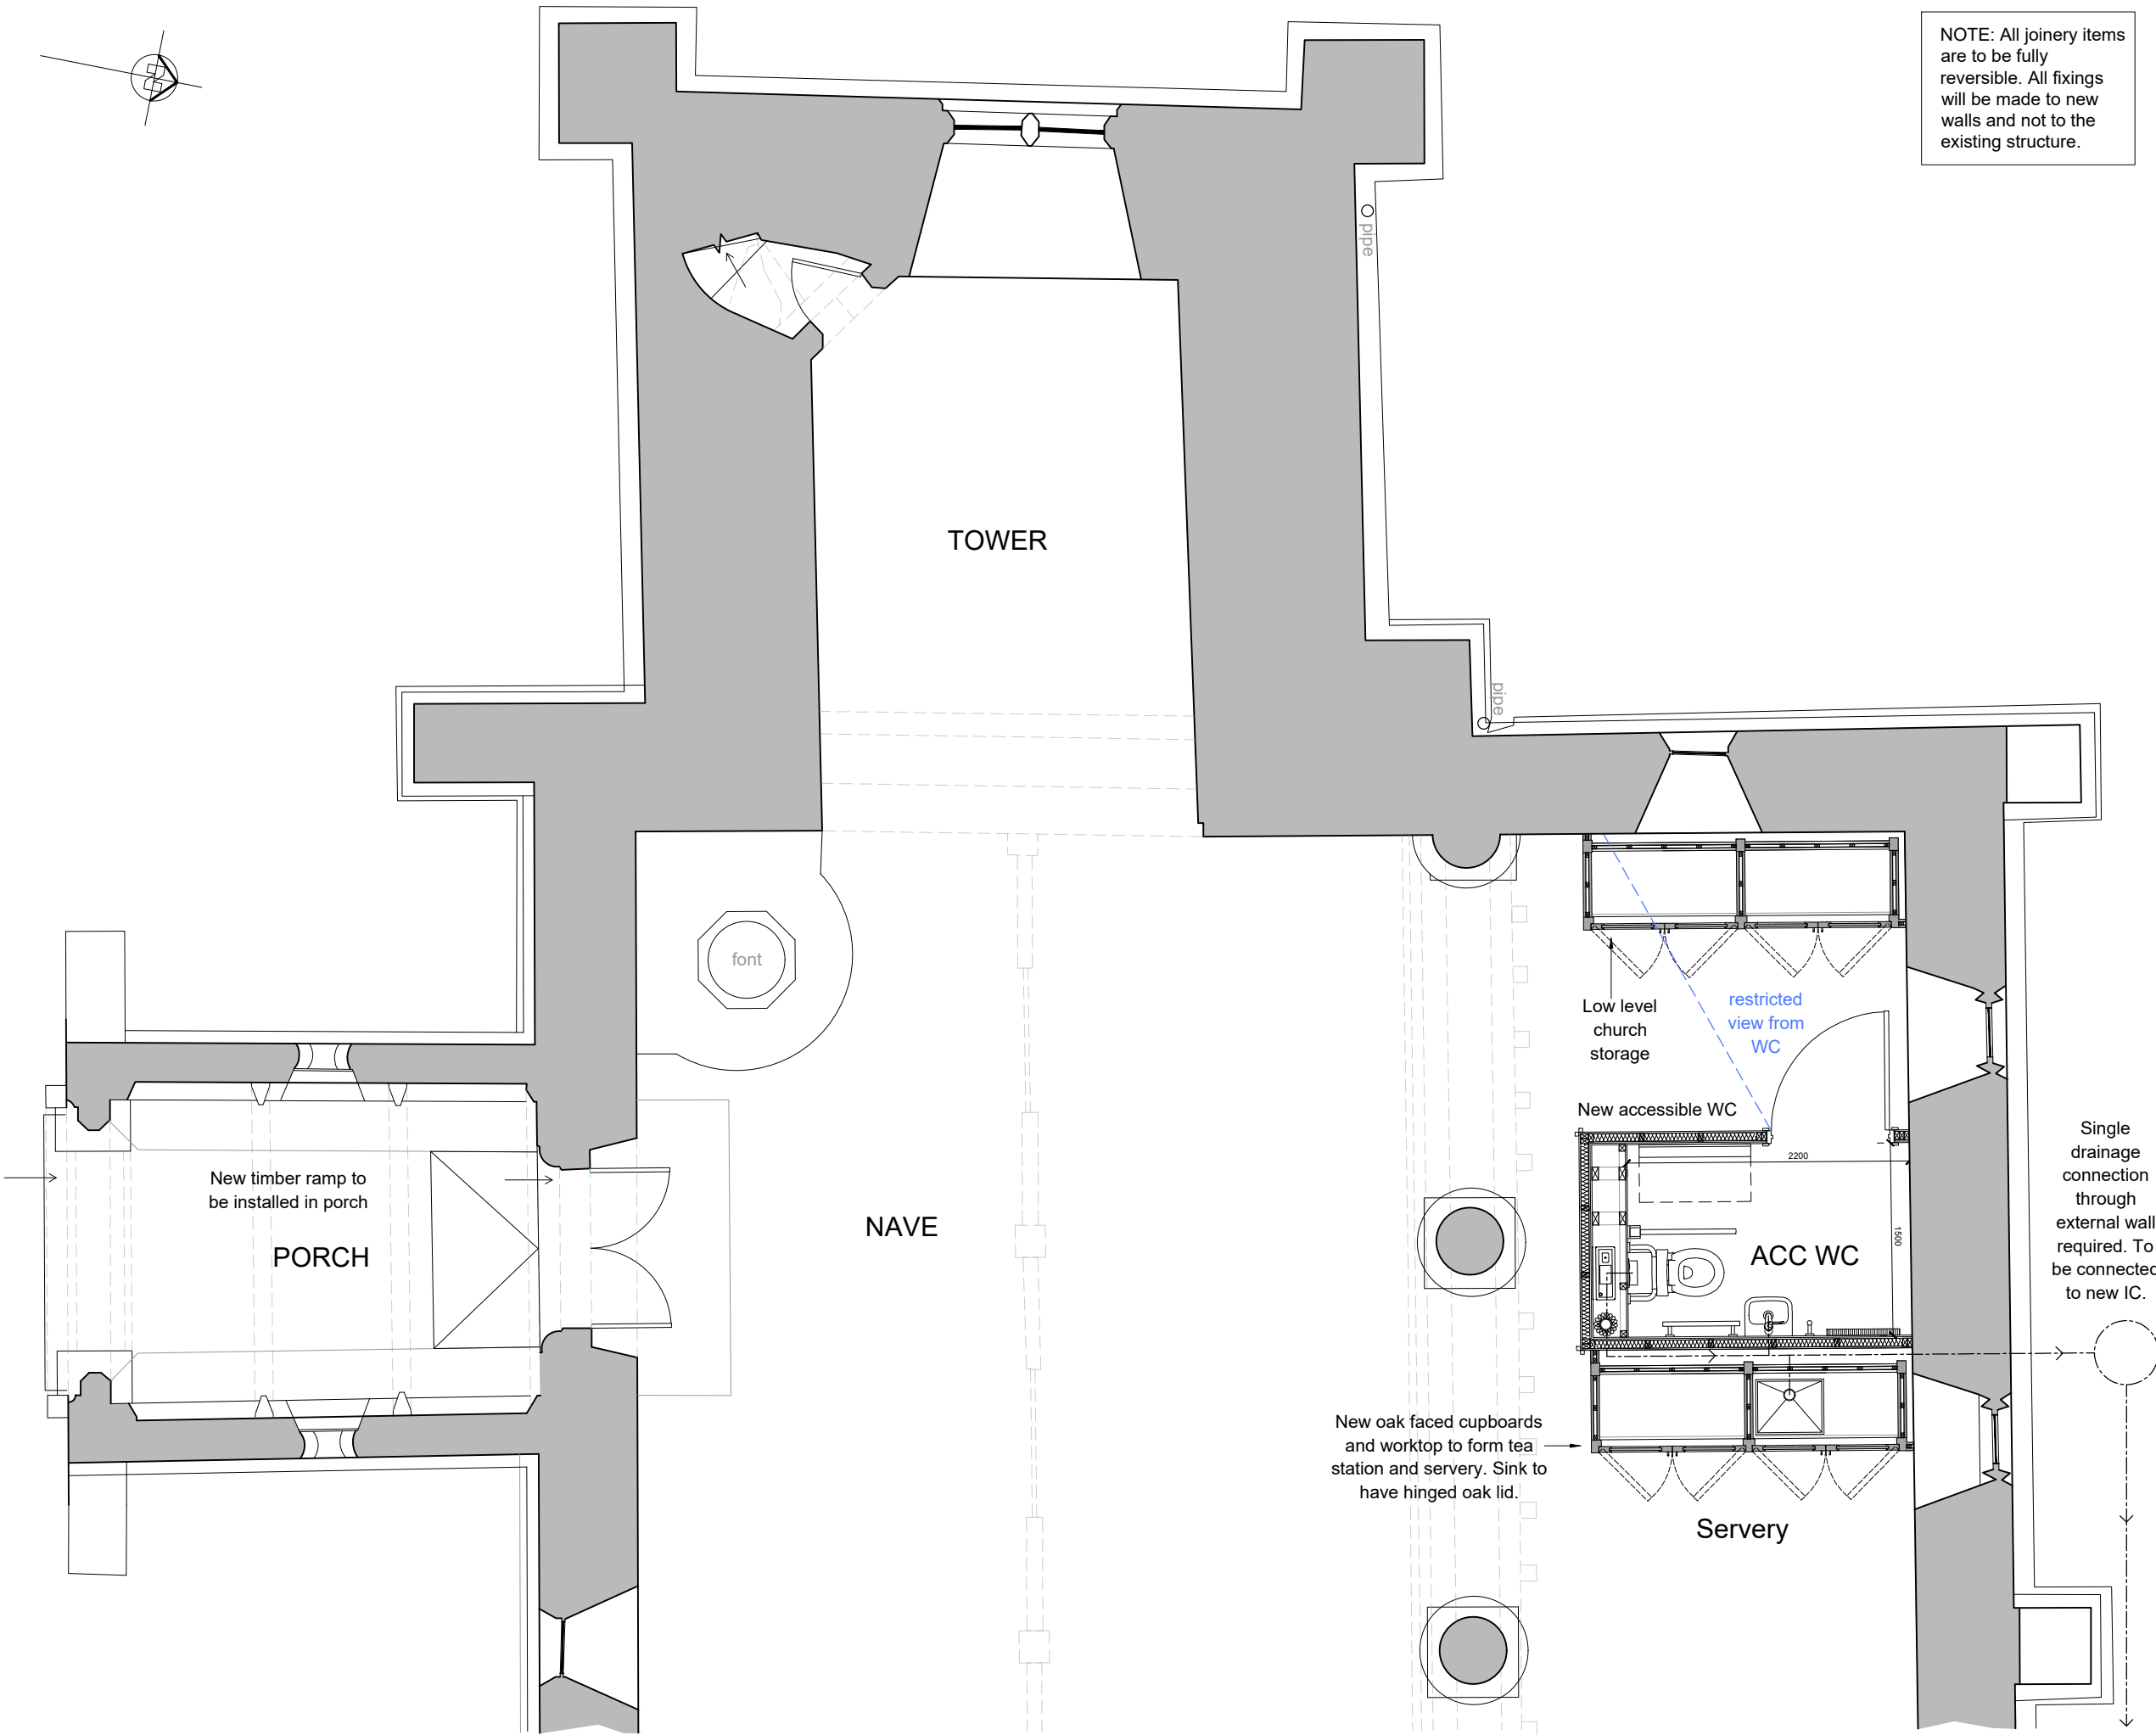 NOTE: All joinery items
are to be fully
reversible. All fixings
will be made to new
walls and not to the
existing structure.
pipe
TOWER
pipe
font
Low level
church
storage
restricted
view from
WC
New accessible WC
2200
Single
drainage
connection
through
external wall
required. To
be connected
to new IC.
New timber ramp to
be installed in porch
PORCH
NAVE
ACC WC
1500
New oak faced cupboards
and worktop to form tea
station and servery. Sink to
have hinged oak lid.
Servery